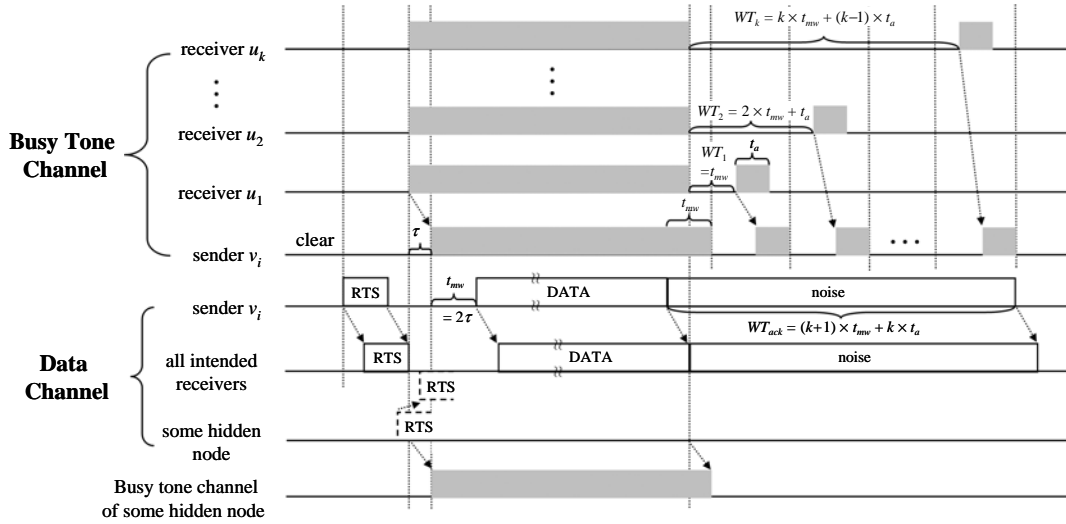 WT_k = k × t_mw + (k−1) × t_a
receiver u_k
receiver u_2
WT_2 = 2 × t_mw + t_a
Busy Tone
Channel
WT_1
= t_mw
t_a
receiver u_1
t_mw
clear
τ
sender v_i
sender v_i
RTS
t_mw
= 2τ
DATA
noise
WT_ack = (k+1) × t_mw + k × t_a
Data
Channel
all intended
receivers
RTS
DATA
noise
RTS
RTS
some hidden
node
Busy tone channel
of some hidden node